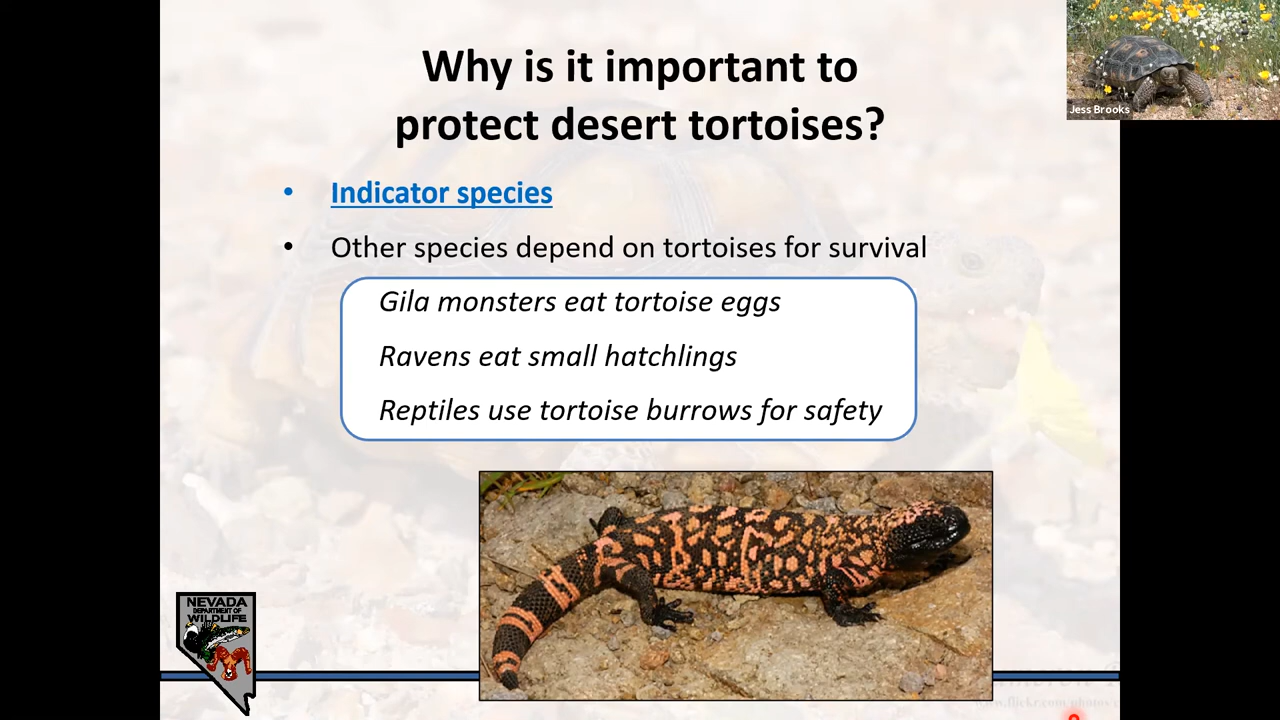 Why is it important to
protect desert tortoises?
Jess Brooks
• Indicator species
• Other species depend on tortoises for survival
Gila monsters eat tortoise eggs
Ravens eat small hatchlings
Reptiles use tortoise burrows for safety
NEVADA
DEPARTMENT OF
WILDLIFE